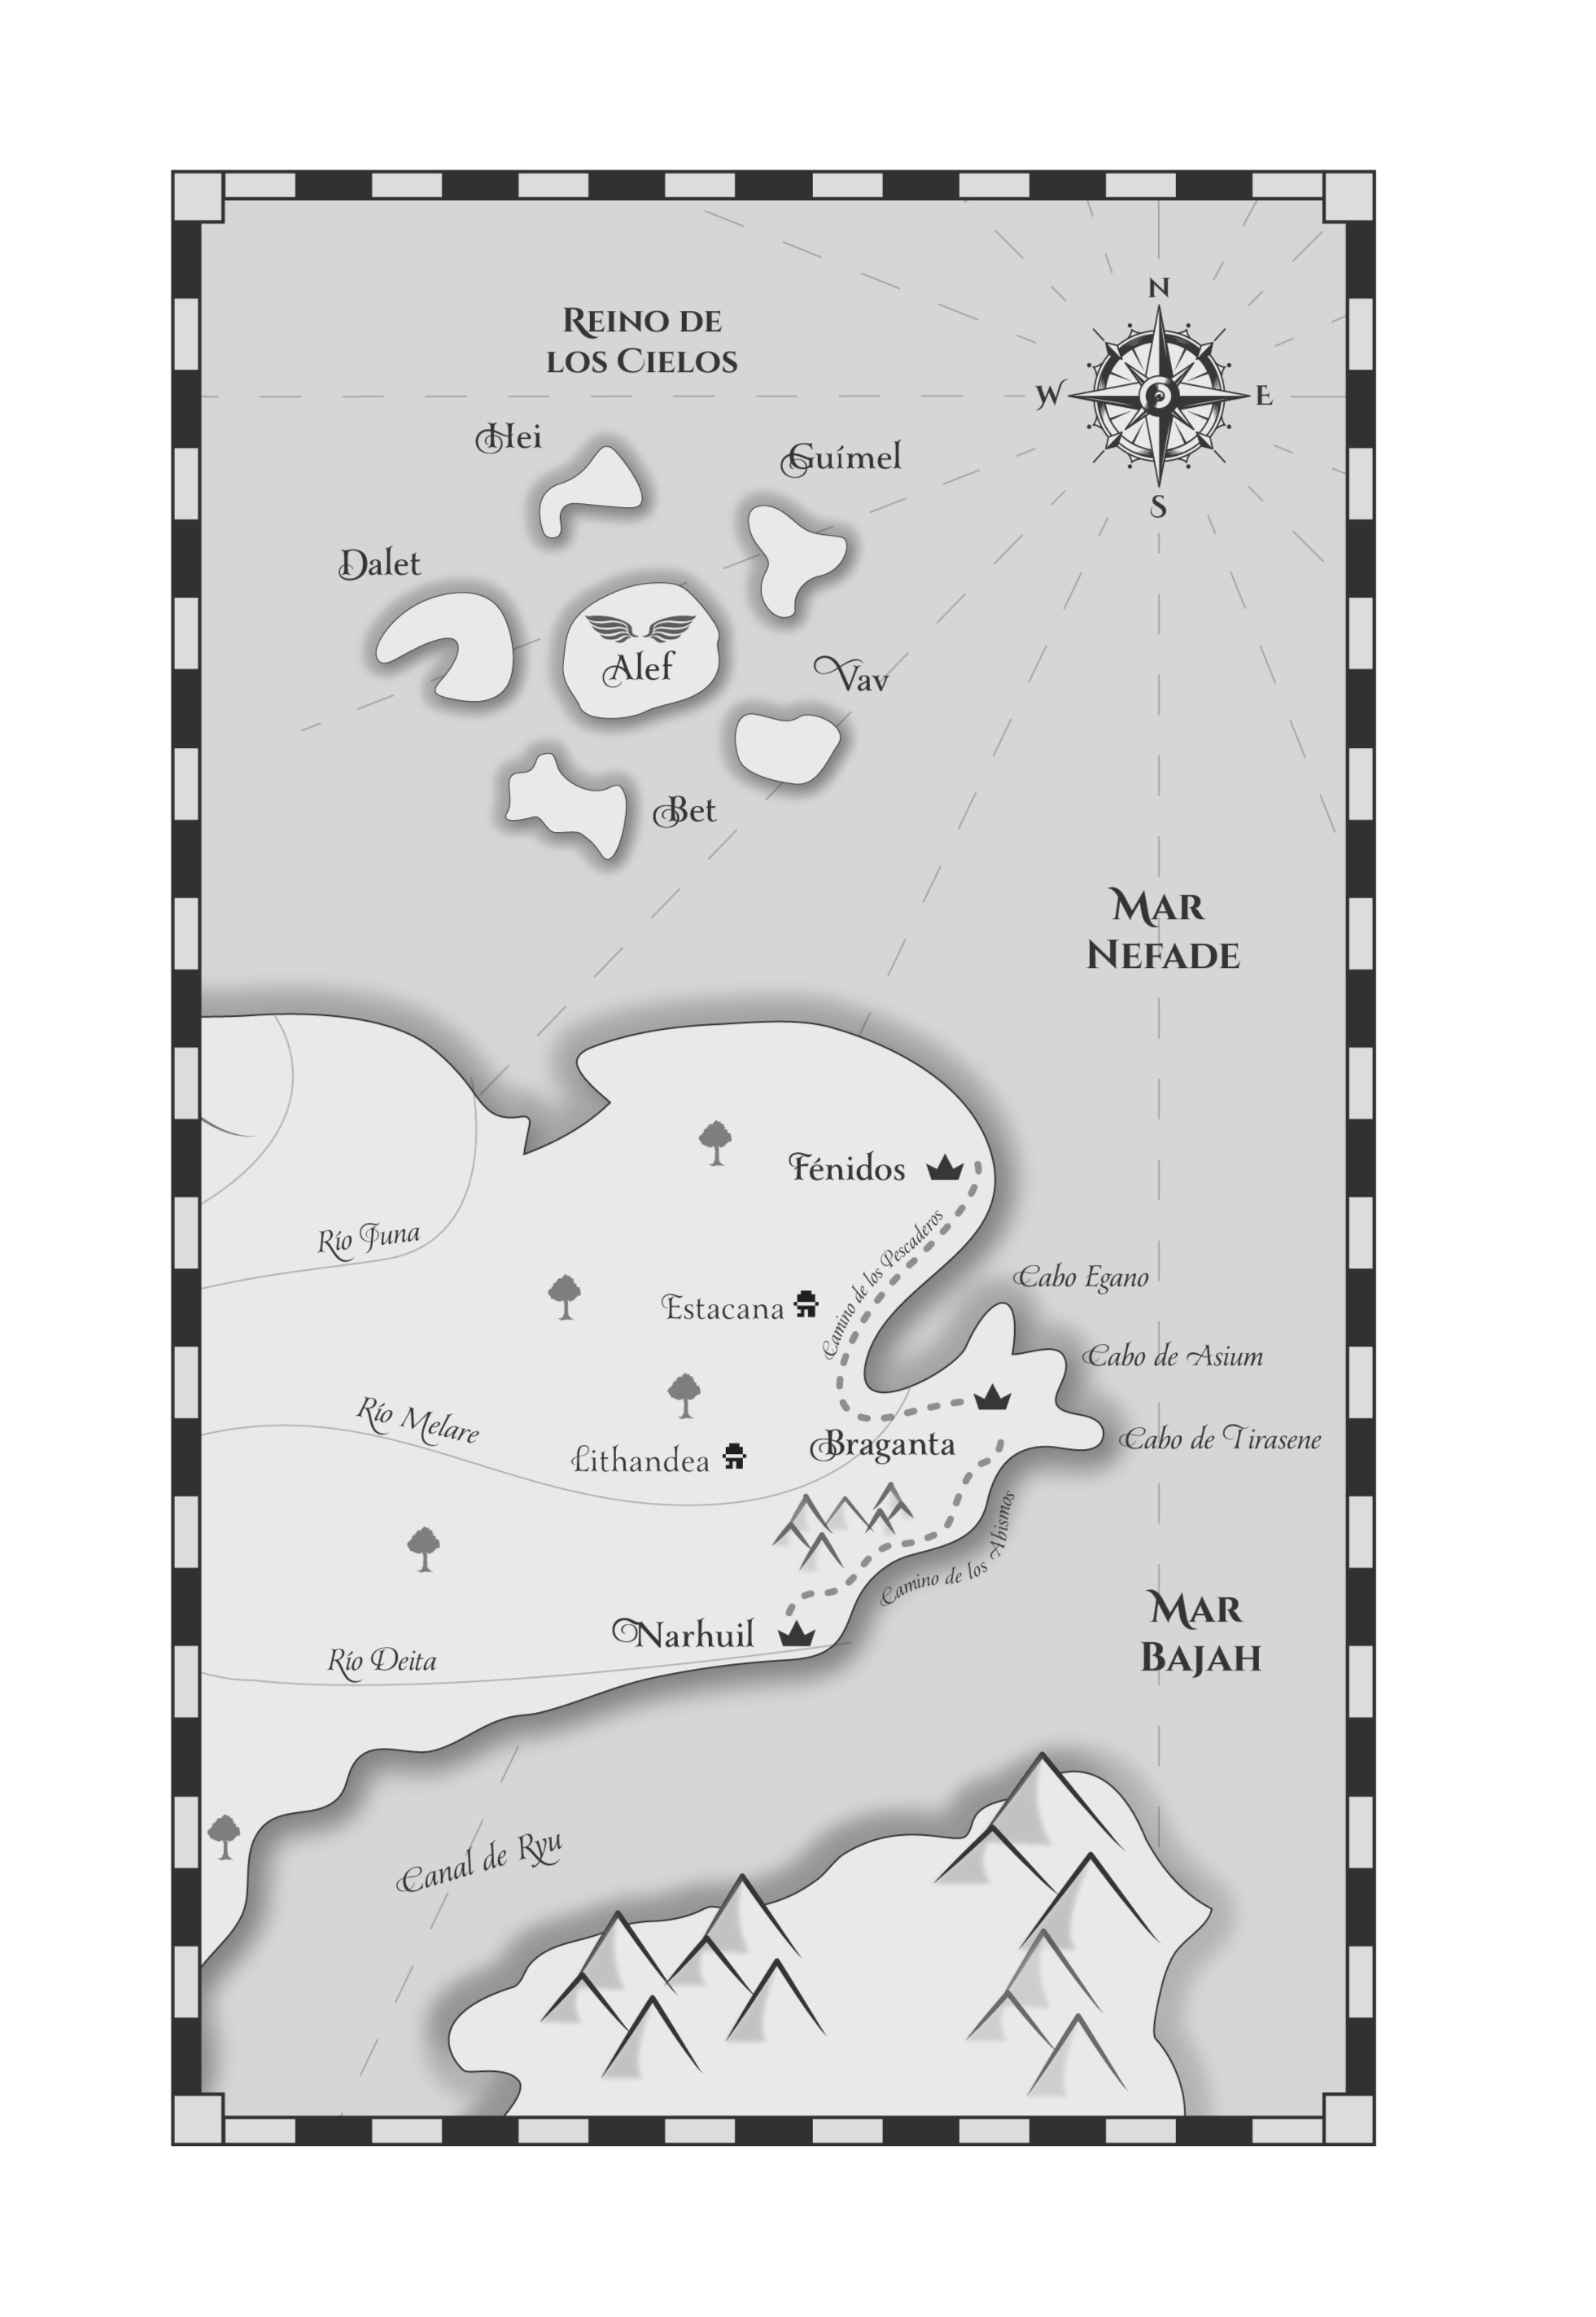 N
REINO DE
LOS CIELOS
W
E
Hei
Guímel
S
Dalet
Alef
Vav
Bet
MAR
NEFADE
Fénidos
Camino de los Pescaderos
Río Juna
Cabo Egano
Estacana
Cabo de Asium
Río Melare
Braganta
Cabo de Tirasene
Lithandea
Camino de los Abismos
MAR
BAJAH
Narhuil
Río Deita
Canal de Ryu